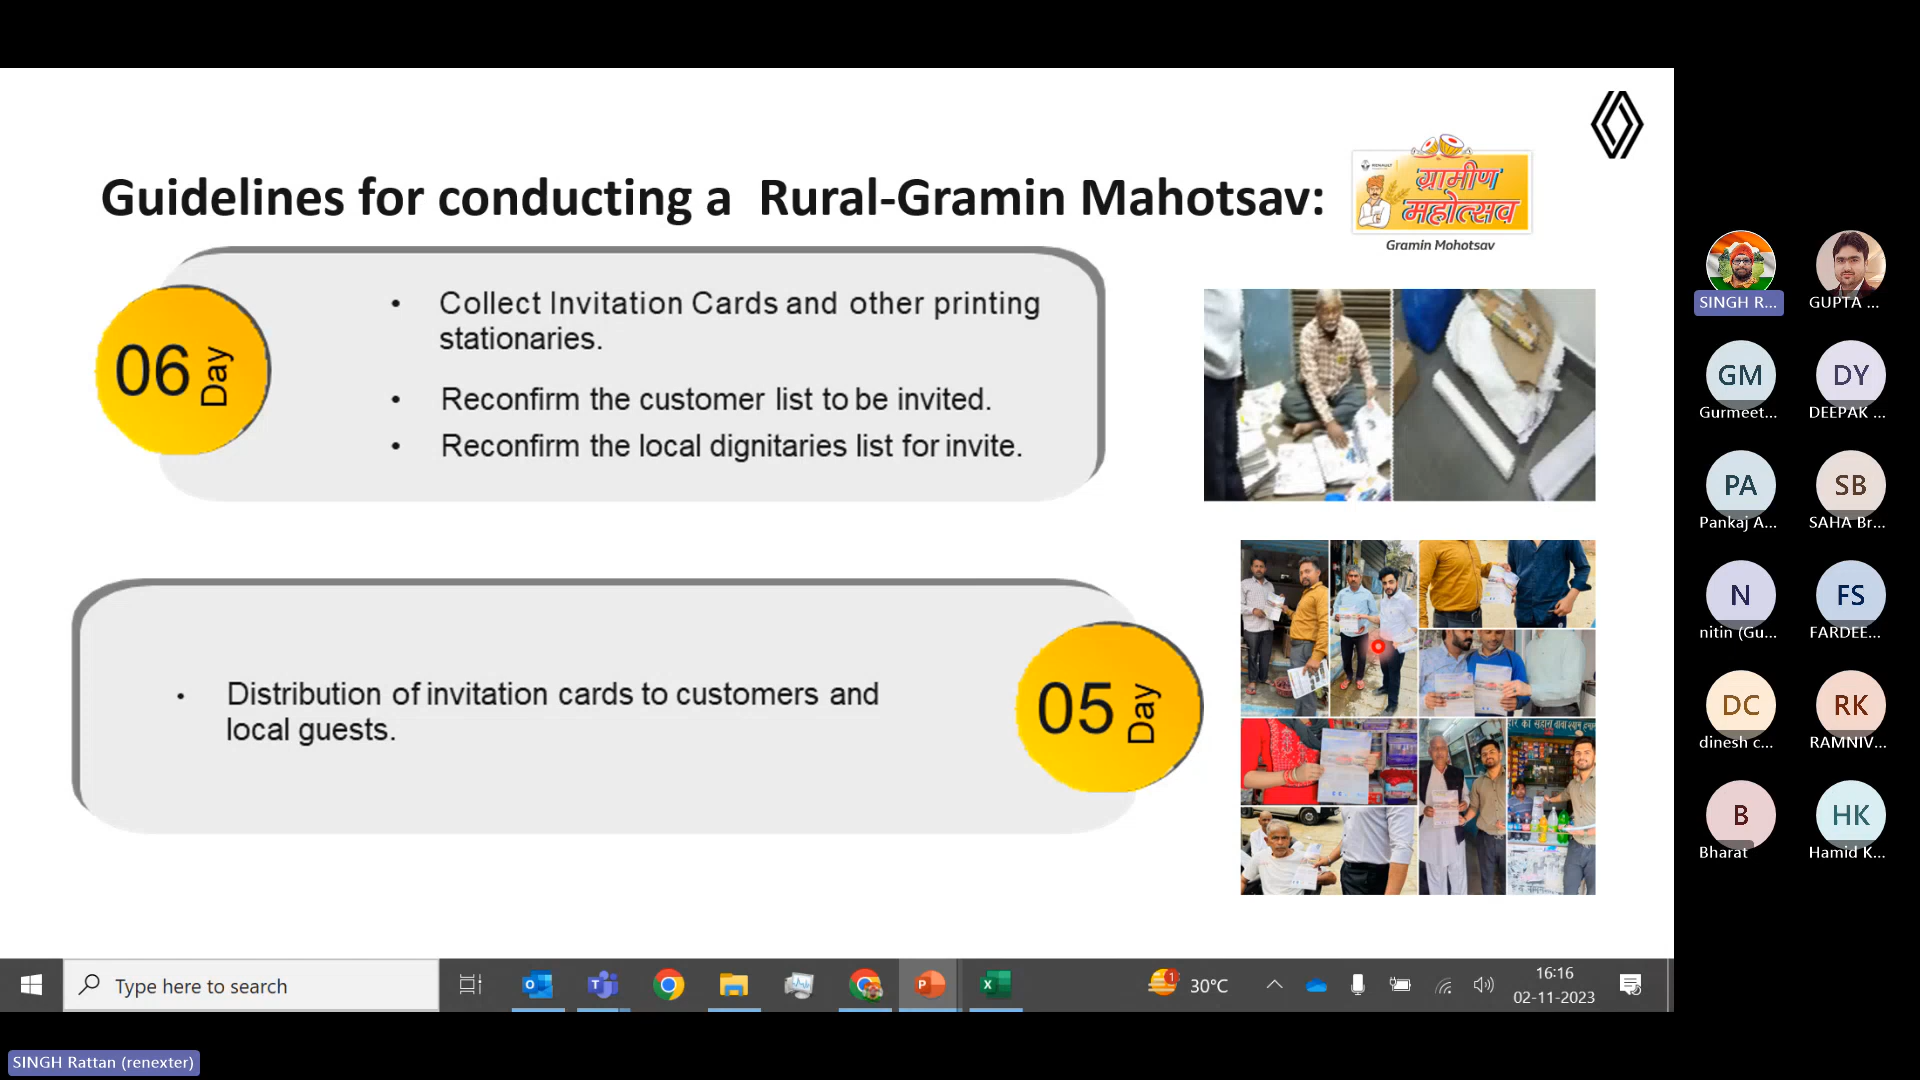 Guidelines for conducting a Rural-Gramin Mahotsav:
RENAULT
ग्रामीण
महोत्सव
Gramin Mohotsav
06 Day
• Collect Invitation Cards and other printing
stationaries.
• Reconfirm the customer list to be invited.
• Reconfirm the local dignitaries list for invite.
• Distribution of invitation cards to customers and
local guests.
05 Day
SINGH R...
GUPTA ...
GM
Gurmeet...
DY
DEEPAK ...
PA
Pankaj A...
SB
SAHA Br...
N
nitin (Gu...
FS
FARDEE...
DC
dinesh c...
RK
RAMNIV...
B
Bharat
HK
Hamid K...
Type here to search
1
30°C
16:16
02-11-2023
SINGH Rattan (renexter)